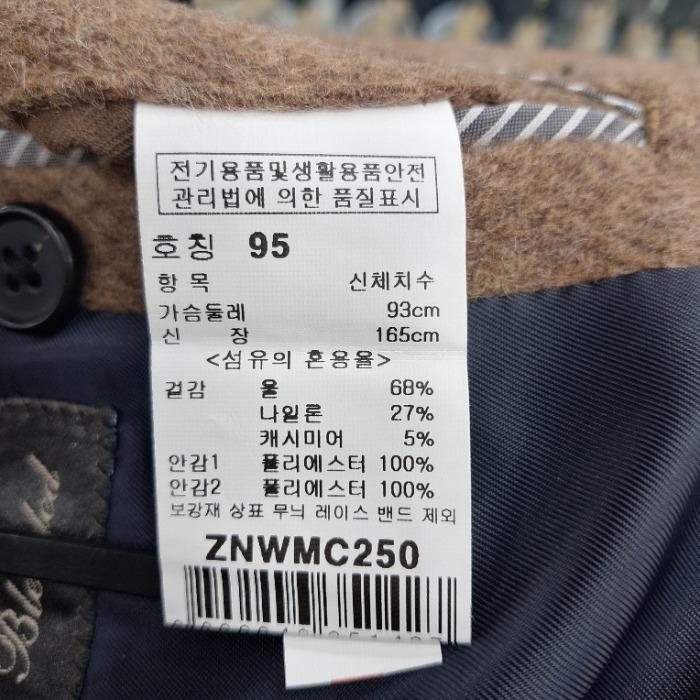 전기용품및생활용품안전
관리법에 의한 품질표시
호칭 95
항 목 신체치수
가슴둘레 93cm
신 장 165cm
<섬유의 혼용율>
겉감 울 68%
나일론 27%
캐시미어 5%
안감1 폴리에스터 100%
안감2 폴리에스터 100%
보강재 상표 무늬 레이스 밴드 제외
ZNWMC250